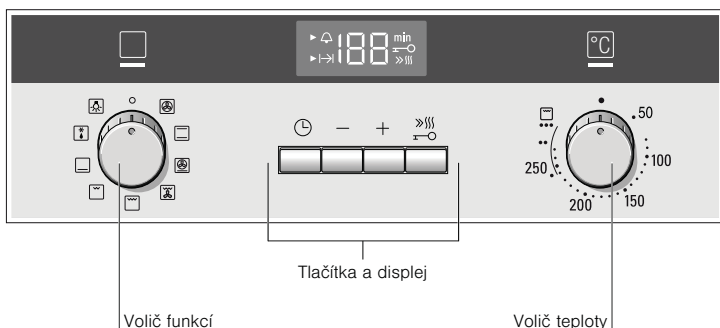 °C
188 min
50
100
150
200
250
Tlačítka a displej
Volič funkcí
Volič teploty